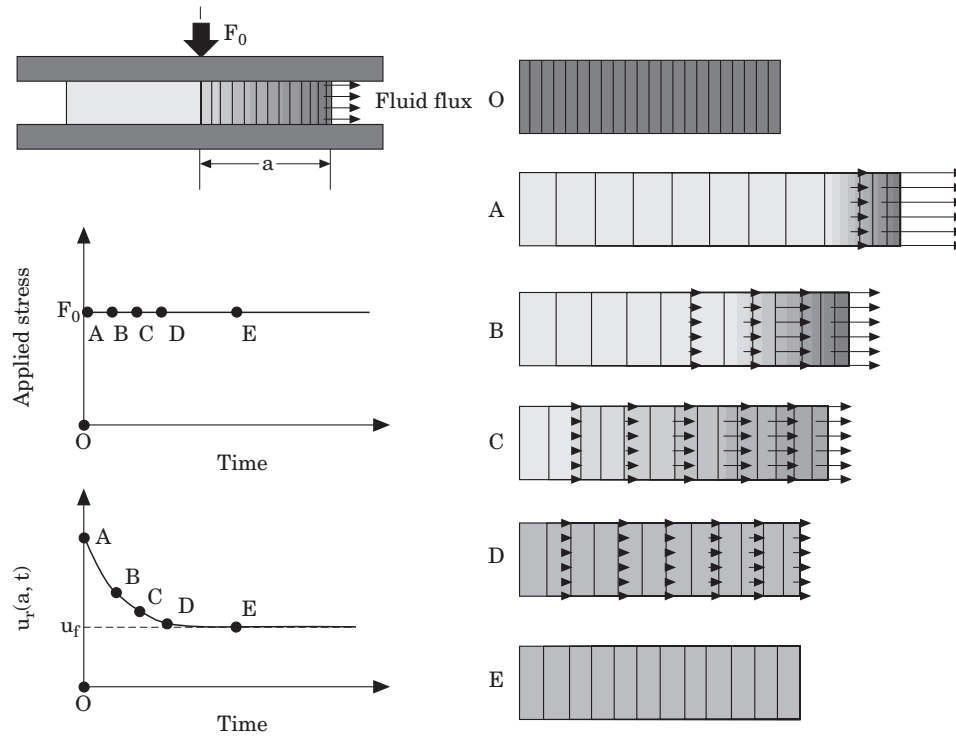 F0
Fluid flux
a
Applied stress
F0
A B C D E
O
Time
ur(a, t)
A
B
C
D
E
uf
O
Time
O
A
B
C
D
E